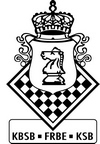 KBSB ▪ FRBE ▪ KSB